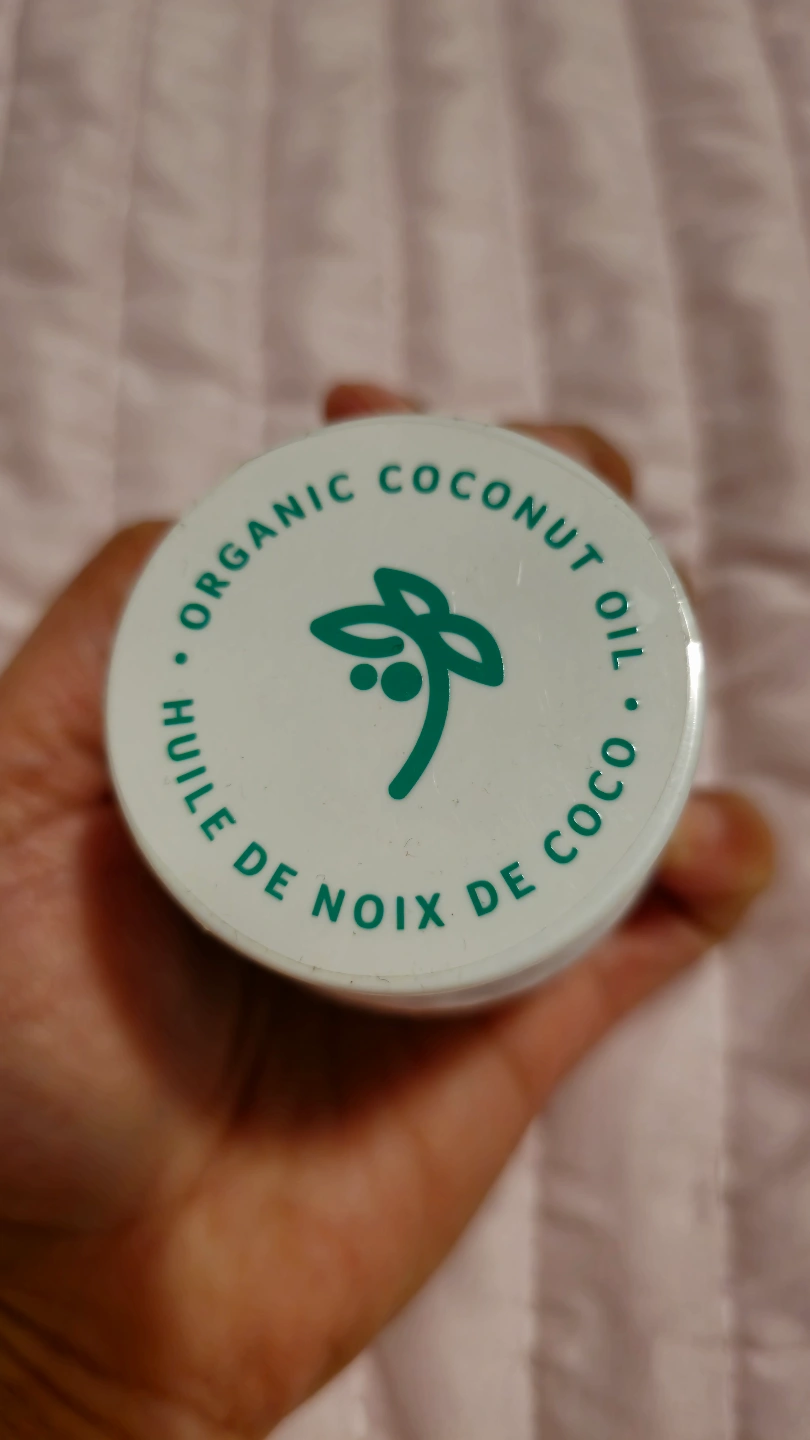 • ORGANIC COCONUT OIL •
HUILE DE NOIX DE COCO